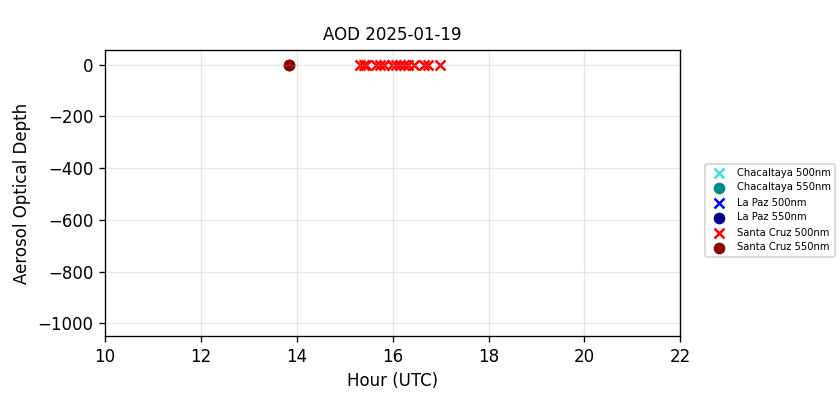 AOD 2025-01-19
Aerosol Optical Depth
0
−200
−400
−600
−800
−1000
10 12 14 16 18 20 22
Hour (UTC)
Chacaltaya 500nm
Chacaltaya 550nm
La Paz 500nm
La Paz 550nm
Santa Cruz 500nm
Santa Cruz 550nm